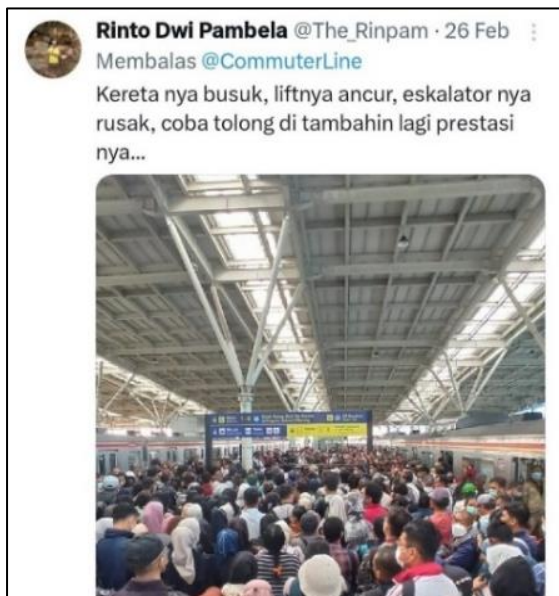 Rinto Dwi Pambela @The_Rinpam · 26 Feb
Membalas @CommuterLine
Kereta nya busuk, liftnya ancur, eskalator nya
rusak, coba tolong di tambahin lagi prestasi
nya...